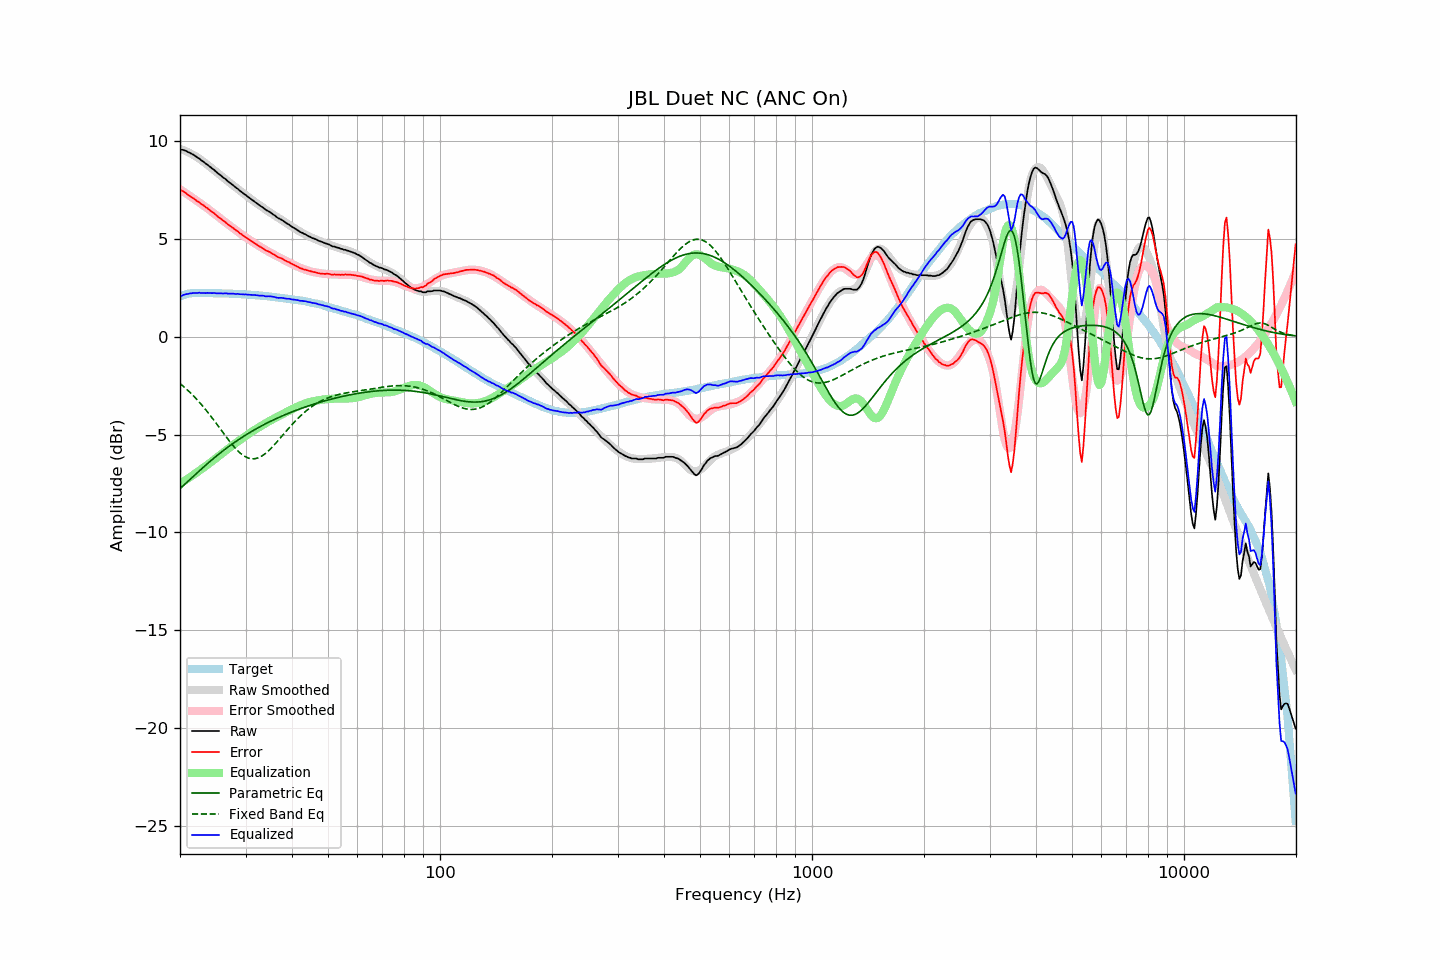 JBL Duet NC (ANC On)
10
5
0
−5
−10
−15
−20
−25
Amplitude (dBr)
Target
Raw Smoothed
Error Smoothed
Raw
Error
Equalization
Parametric Eq
Fixed Band Eq
Equalized
100
1000
10000
Frequency (Hz)